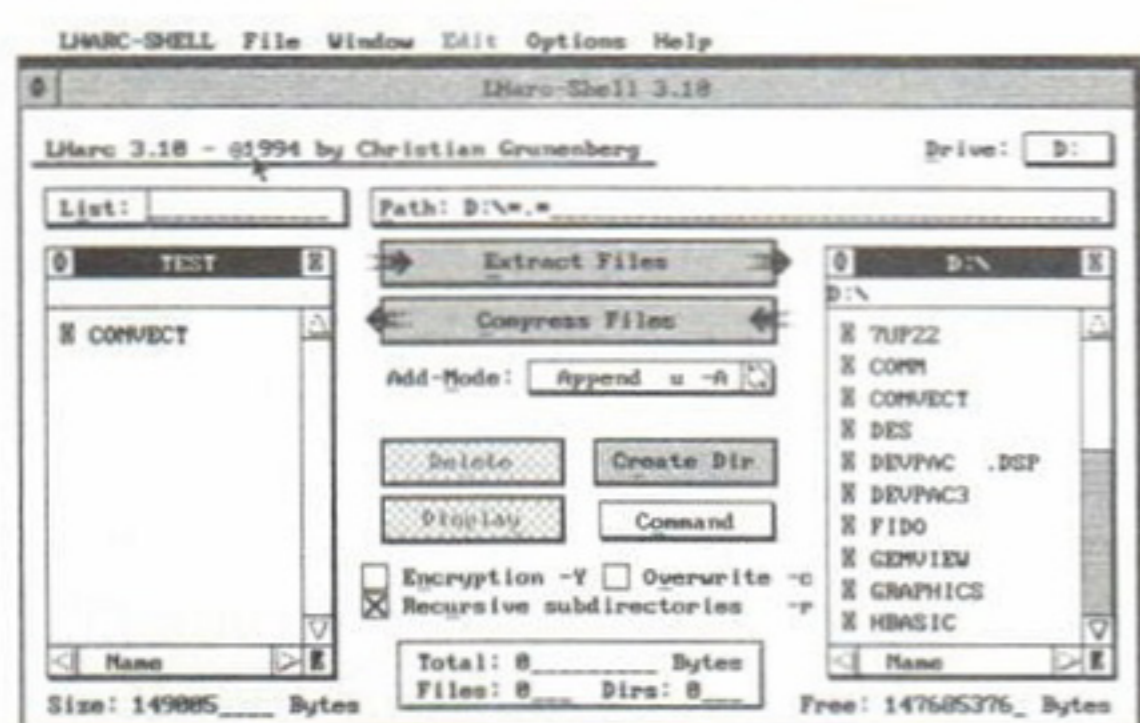 LHARC-SHELL File Window Edit Options Help
LHarc-Shell 3.10
LHarc 3.10 - ©1994 by Christian Grunenberg
Drive: D:
List:
Path: D:\*.*
TEST
Extract Files
D:\
D:\
Compress Files
CONVECT
7UP22
COMM
Add-Mode: Append u -A
CONVECT
DES
Delete
Create Dir
DEVPAC .DSP
DEVPAC3
Display
Command
FIDO
GEMVIEW
Encryption -Y
Overwrite -c
GRAPHICS
Recursive subdirectories -r
HBASIC
Name
Total: 0 Bytes
Name
Files: 0 Dirs: 0
Size: 149005 Bytes
Free: 147685376 Bytes